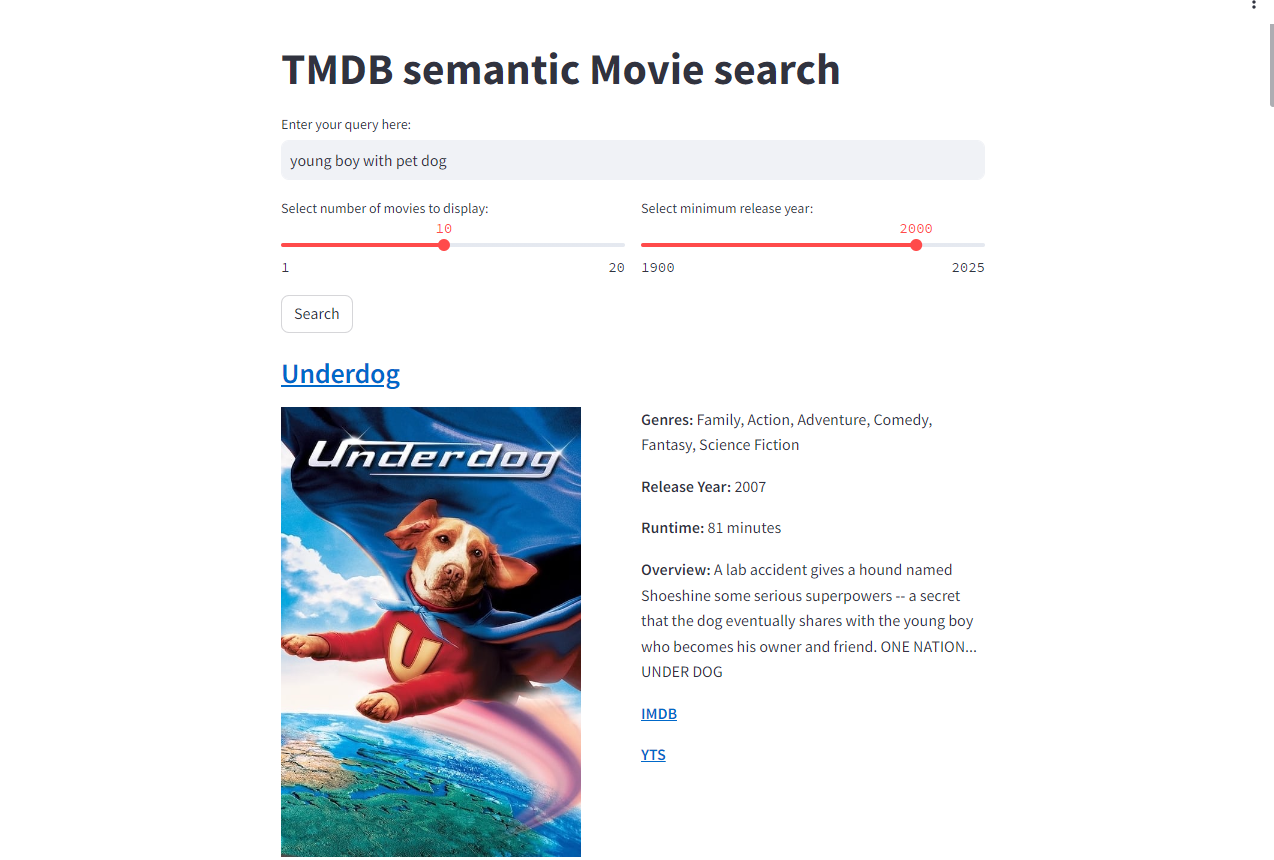 TMDB semantic Movie search
Enter your query here:
young boy with pet dog
Select number of movies to display:
10
1
20
Select minimum release year:
2000
1900
2025
Search
Underdog
Underdog
U
Genres: Family, Action, Adventure, Comedy,
Fantasy, Science Fiction
Release Year: 2007
Runtime: 81 minutes
Overview: A lab accident gives a hound named
Shoeshine some serious superpowers -- a secret
that the dog eventually shares with the young boy
who becomes his owner and friend. ONE NATION...
UNDER DOG
IMDB
YTS